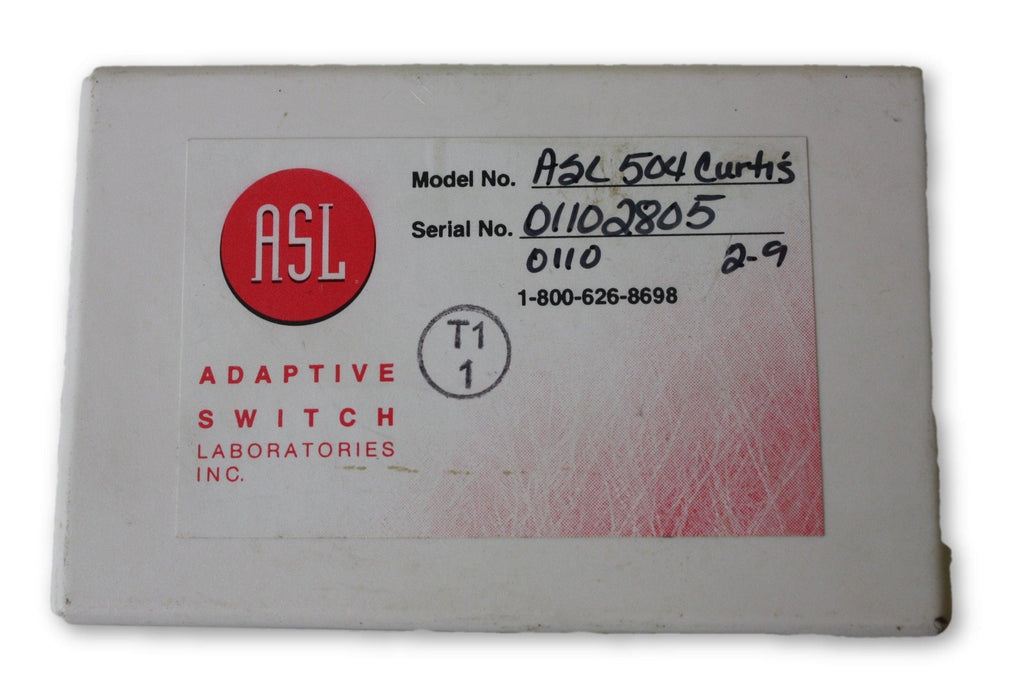 ASL
Model No. ASL 504 Curtis
Serial No. 01102805
0110 2-9
1-800-626-8698
T1
1
ADAPTIVE
SWITCH
LABORATORIES
INC.